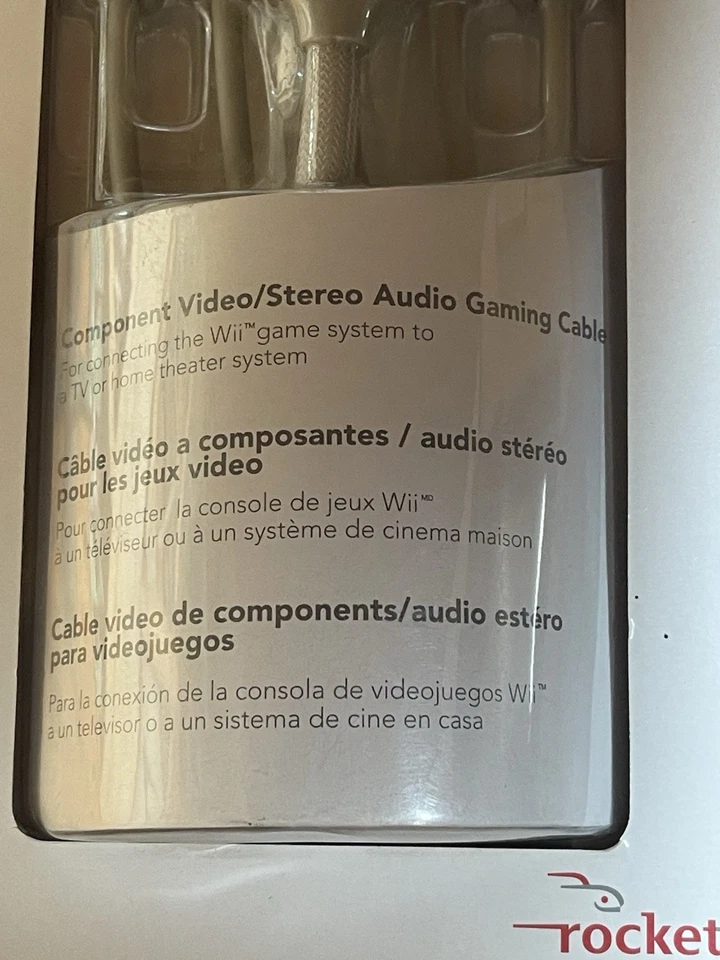 Component Video/Stereo Audio Gaming Cable
For connecting the Wii™ game system to
a TV or home theater system
Câble vidéo a composantes / audio stéréo
pour les jeux video
Pour connecter la console de jeux Wii MD
à un téléviseur ou à un système de cinema maison
Cable video de components/audio estéro
para videojuegos
Para la conexión de la consola de videojuegos Wii™
a un televisor o a un sistema de cine en casa
rocket